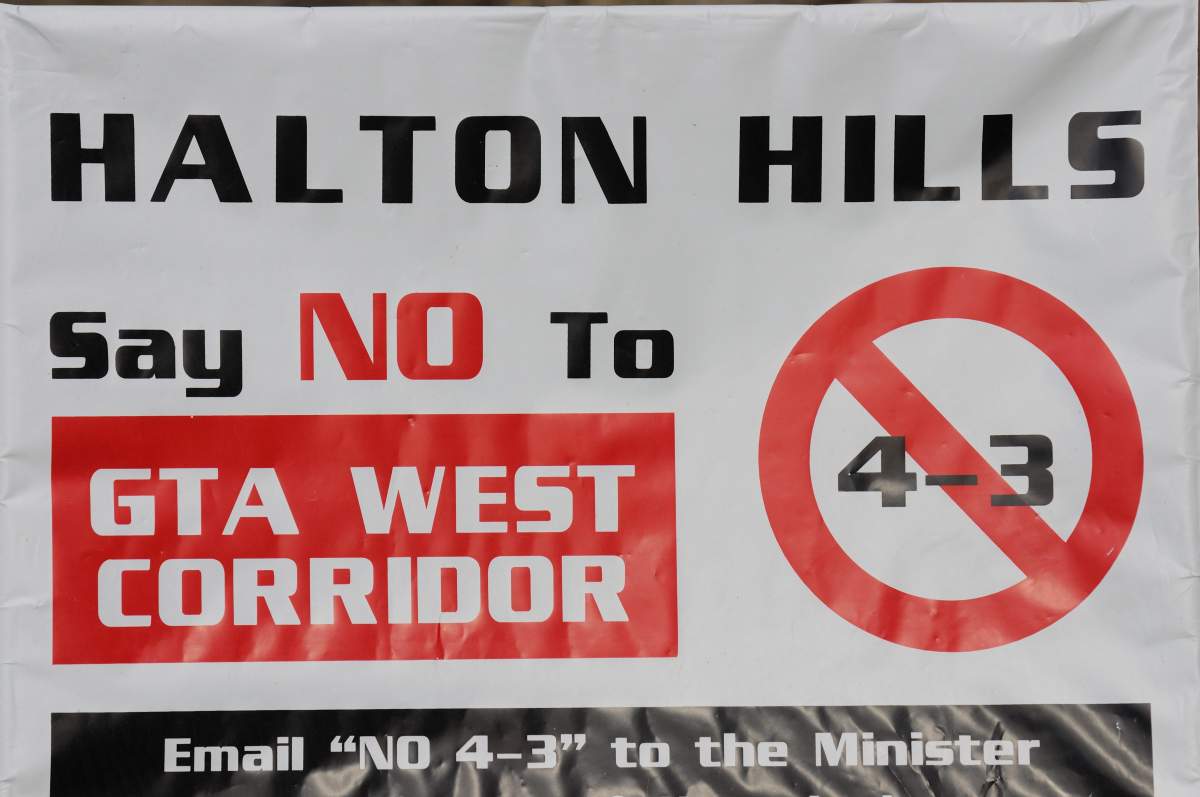 HALTON HILLS
Say NO To
GTA WEST
CORRIDOR
4-3
Email “NO 4-3” to the Minister